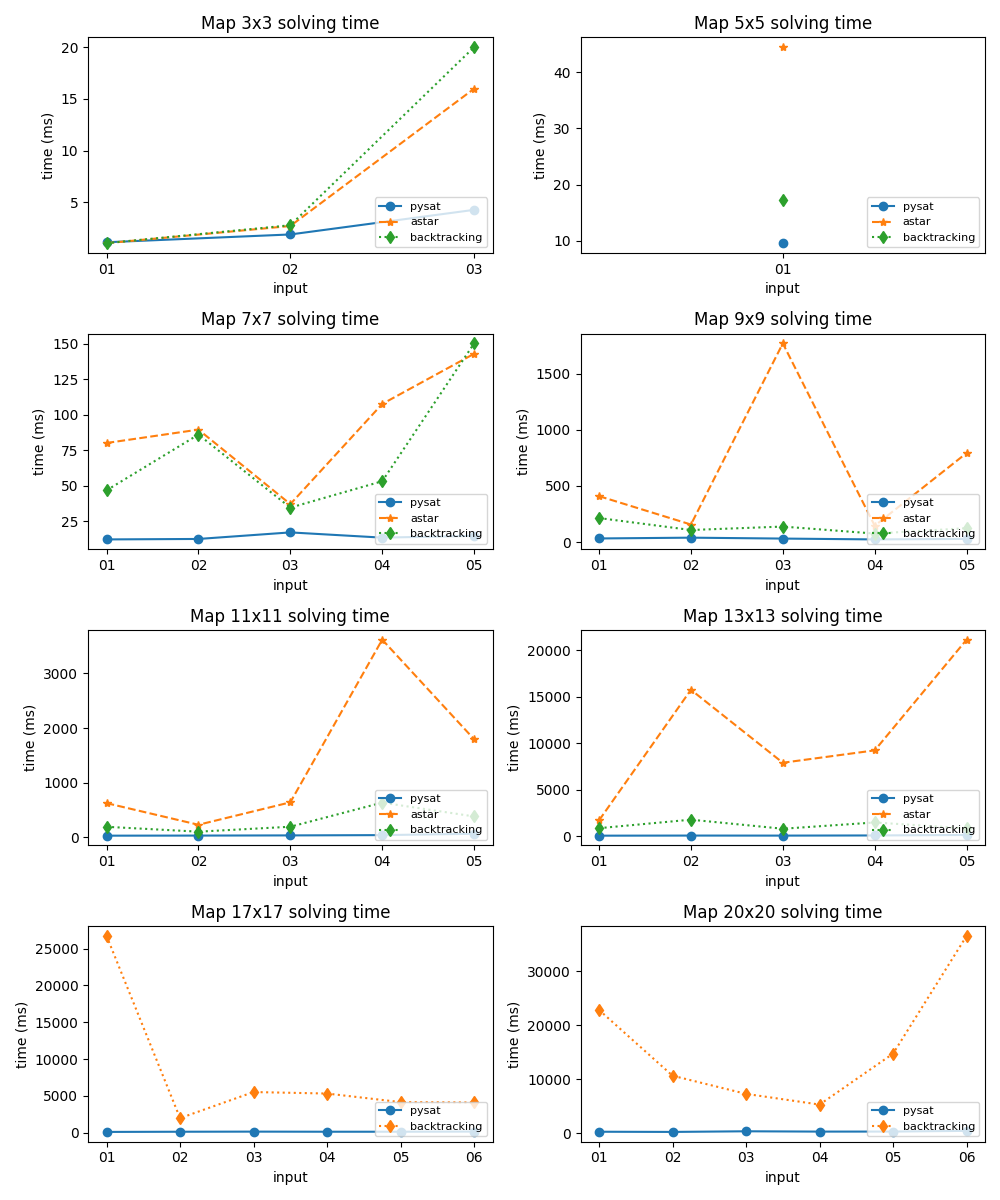 Map 3x3 solving time
20
15
10
5
time (ms)
01 02 03
input
pysat
astar
backtracking
Map 5x5 solving time
40
30
20
10
time (ms)
01
input
pysat
astar
backtracking
Map 7x7 solving time
150
125
100
75
50
25
time (ms)
01 02 03 04 05
input
pysat
astar
backtracking
Map 9x9 solving time
1500
1000
500
0
time (ms)
01 02 03 04 05
input
pysat
astar
backtracking
Map 11x11 solving time
3000
2000
1000
0
time (ms)
01 02 03 04 05
input
pysat
astar
backtracking
Map 13x13 solving time
20000
15000
10000
5000
0
time (ms)
01 02 03 04 05
input
pysat
astar
backtracking
Map 17x17 solving time
25000
20000
15000
10000
5000
0
time (ms)
01 02 03 04 05 06
input
pysat
backtracking
Map 20x20 solving time
30000
20000
10000
0
time (ms)
01 02 03 04 05 06
input
pysat
backtracking